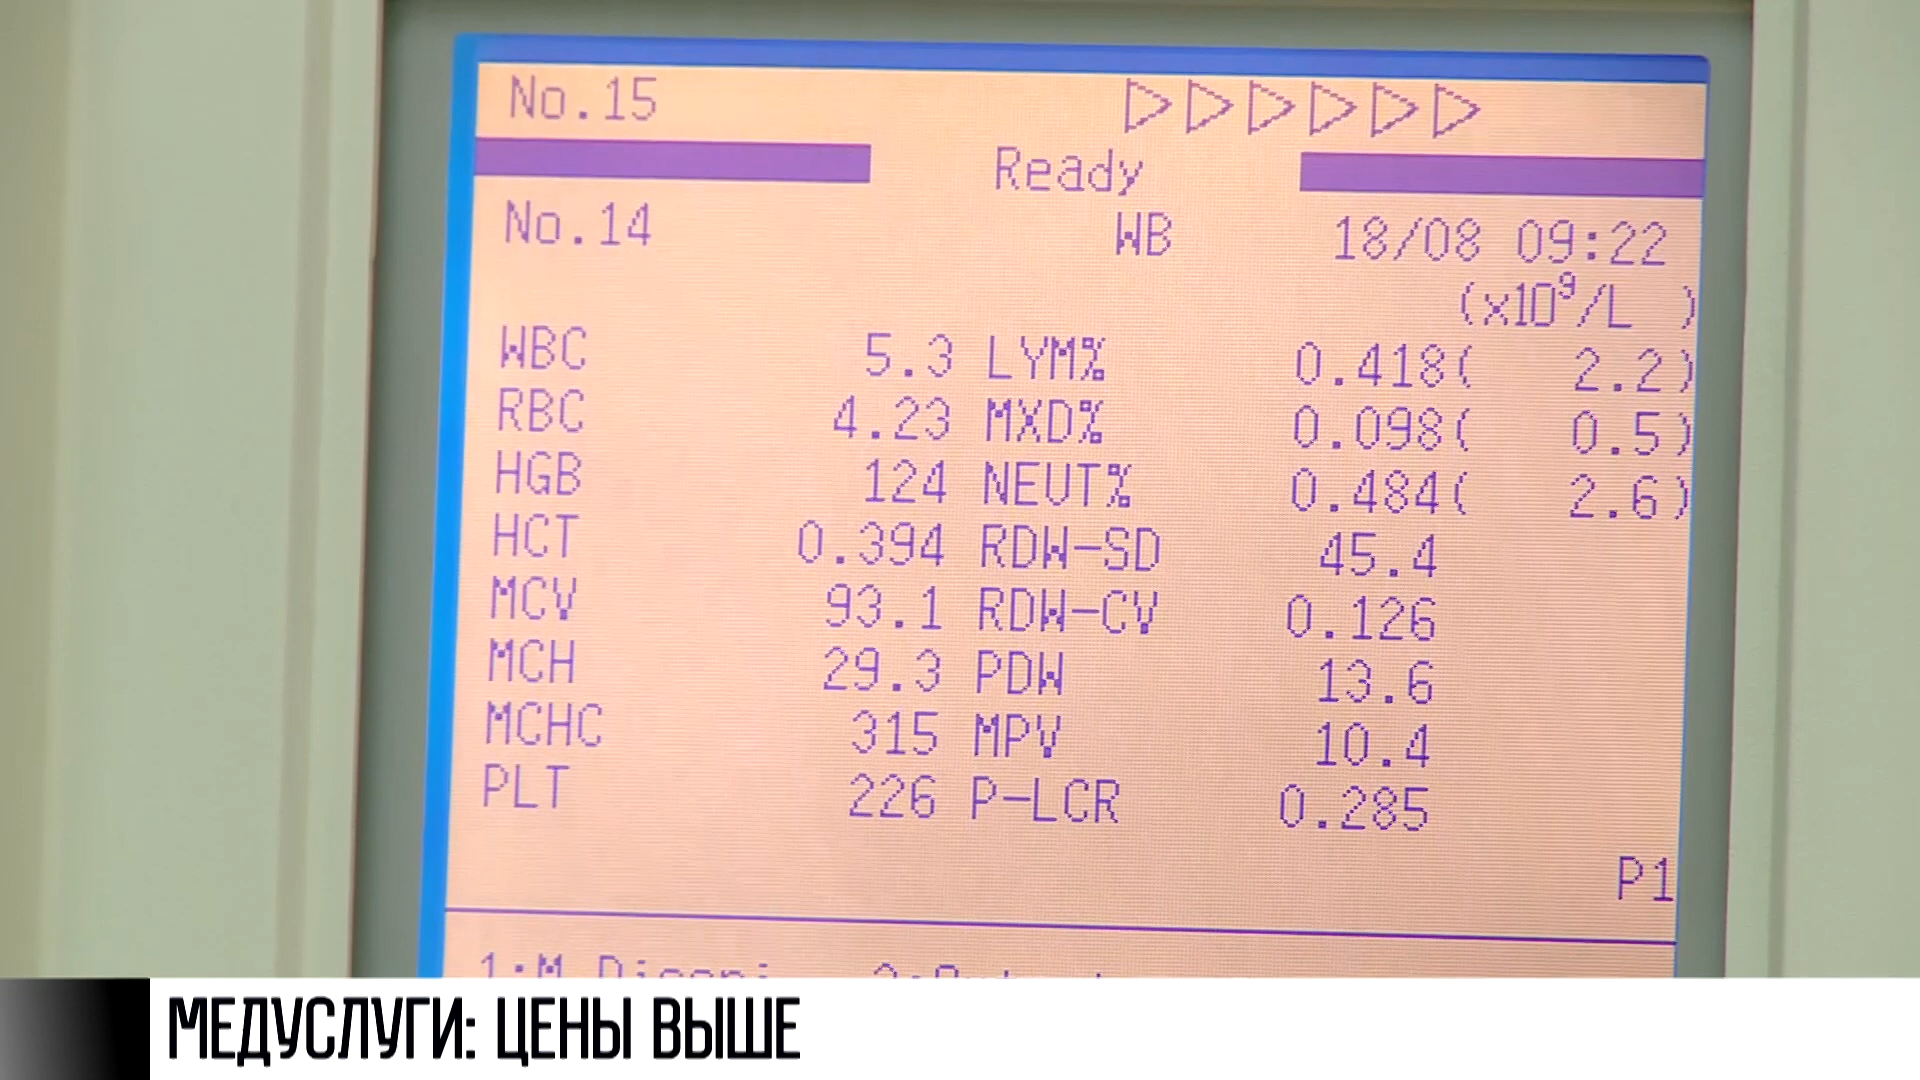 No.15 ▷▷▷▷▷▷
Ready
No.14 WB 18/08 09:22
(x10⁹/L )
WBC 5.3 LYM% 0.418( 2.2)
RBC 4.23 MXD% 0.098( 0.5)
HGB 124 NEUT% 0.484( 2.6)
HCT 0.394 RDW-SD 45.4
MCV 93.1 RDW-CV 0.126
MCH 29.3 PDW 13.6
MCHC 315 MPV 10.4
PLT 226 P-LCR 0.285
P1
МЕДУСЛУГИ: ЦЕНЫ ВЫШЕ